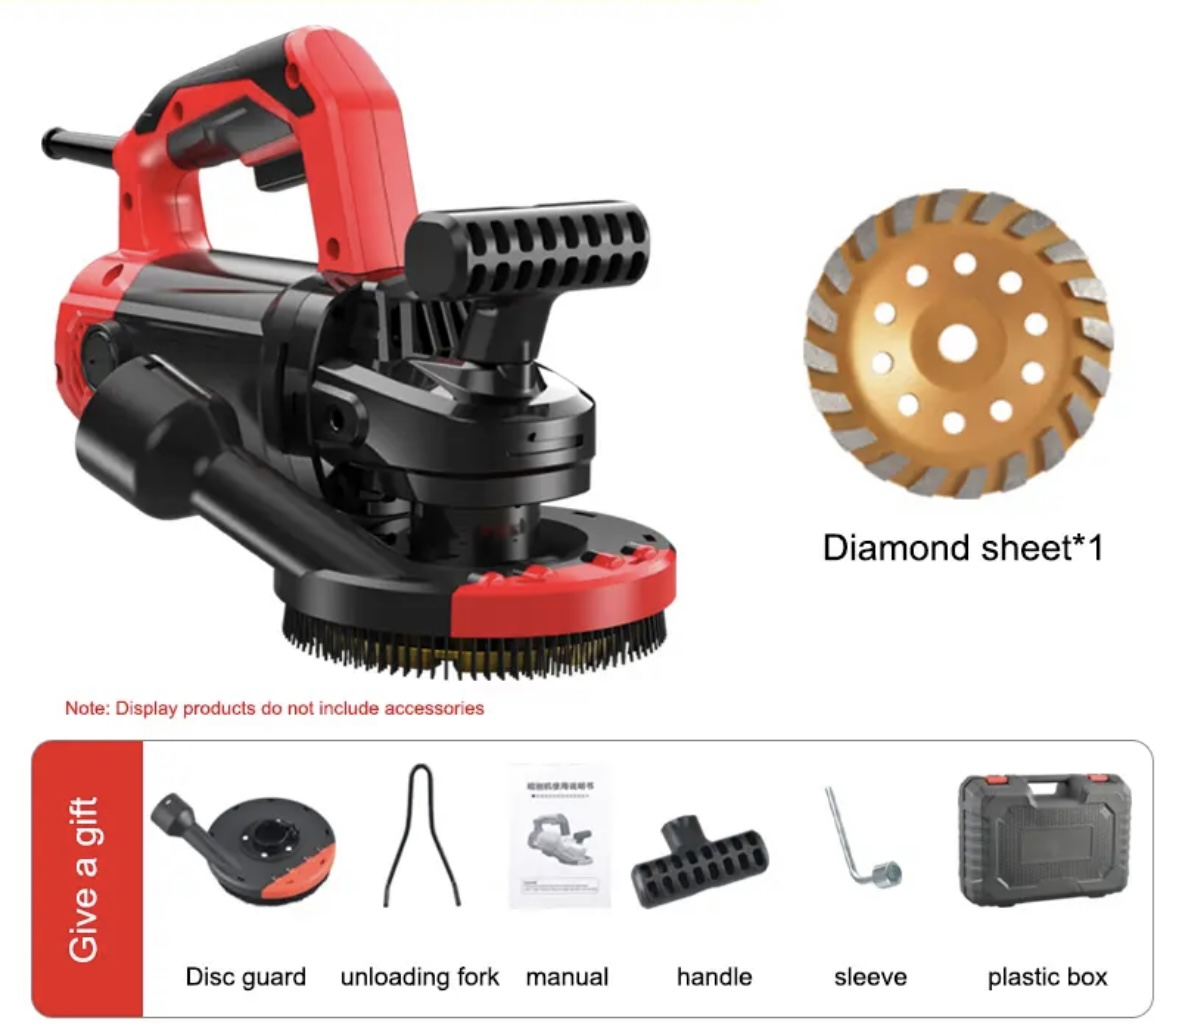 Diamond sheet*1
Note: Display products do not include accessories
Give a gift
Disc guard
unloading fork
manual
handle
sleeve
plastic box